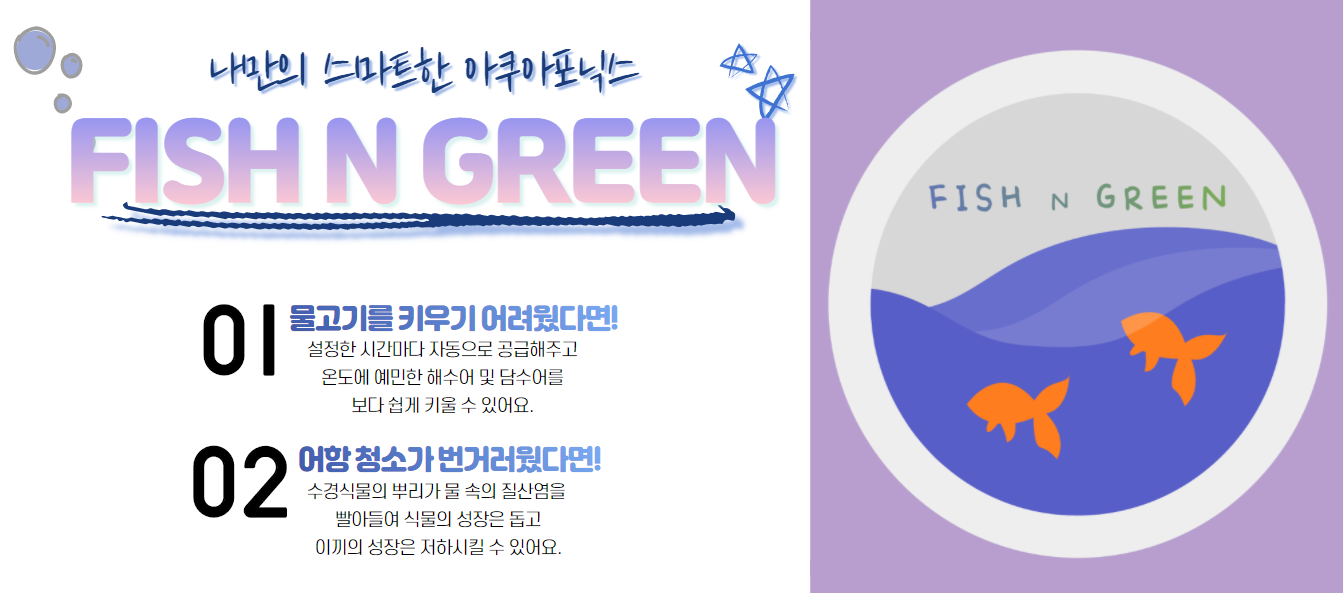 내만의 스마트한 아쿠아포닉스
FISH N GREEN
01 물고기를 키우기 어려웠다면!
설정한 시간마다 자동으로 공급해주고
온도에 예민한 해수어 및 담수어를
보다 쉽게 키울 수 있어요.
02 어항 청소가 번거러웠다면!
수경식물의 뿌리가 물 속의 질산염을
빨아들여 식물의 성장은 돕고
이끼의 성장은 저하시킬 수 있어요.
FISH N GREEN